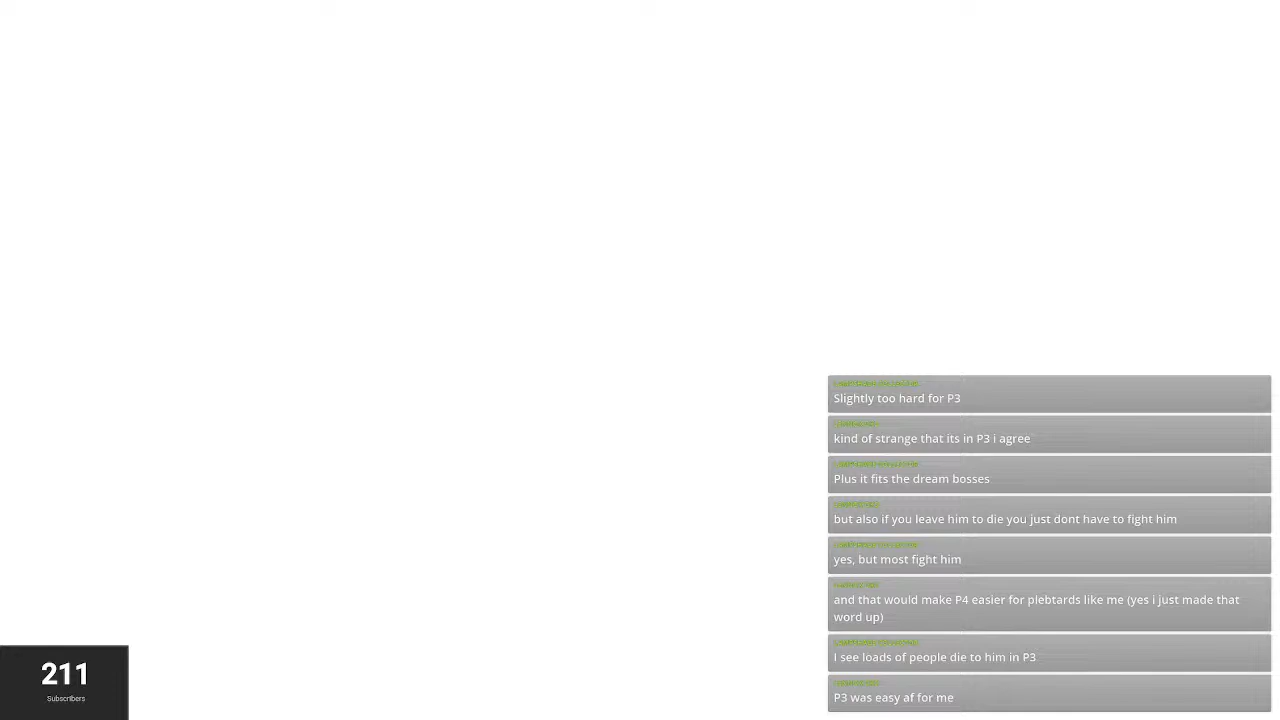 Slightly too hard for P3
kind of strange that its in P3 i agree
Plus it fits the dream bosses
but also if you leave him to die you just dont have to fight him
yes, but most fight him
and that would make P4 easier for plebtards like me (yes i just made that
word up)
I see loads of people die to him in P3
P3 was easy af for me
211
Subscribers